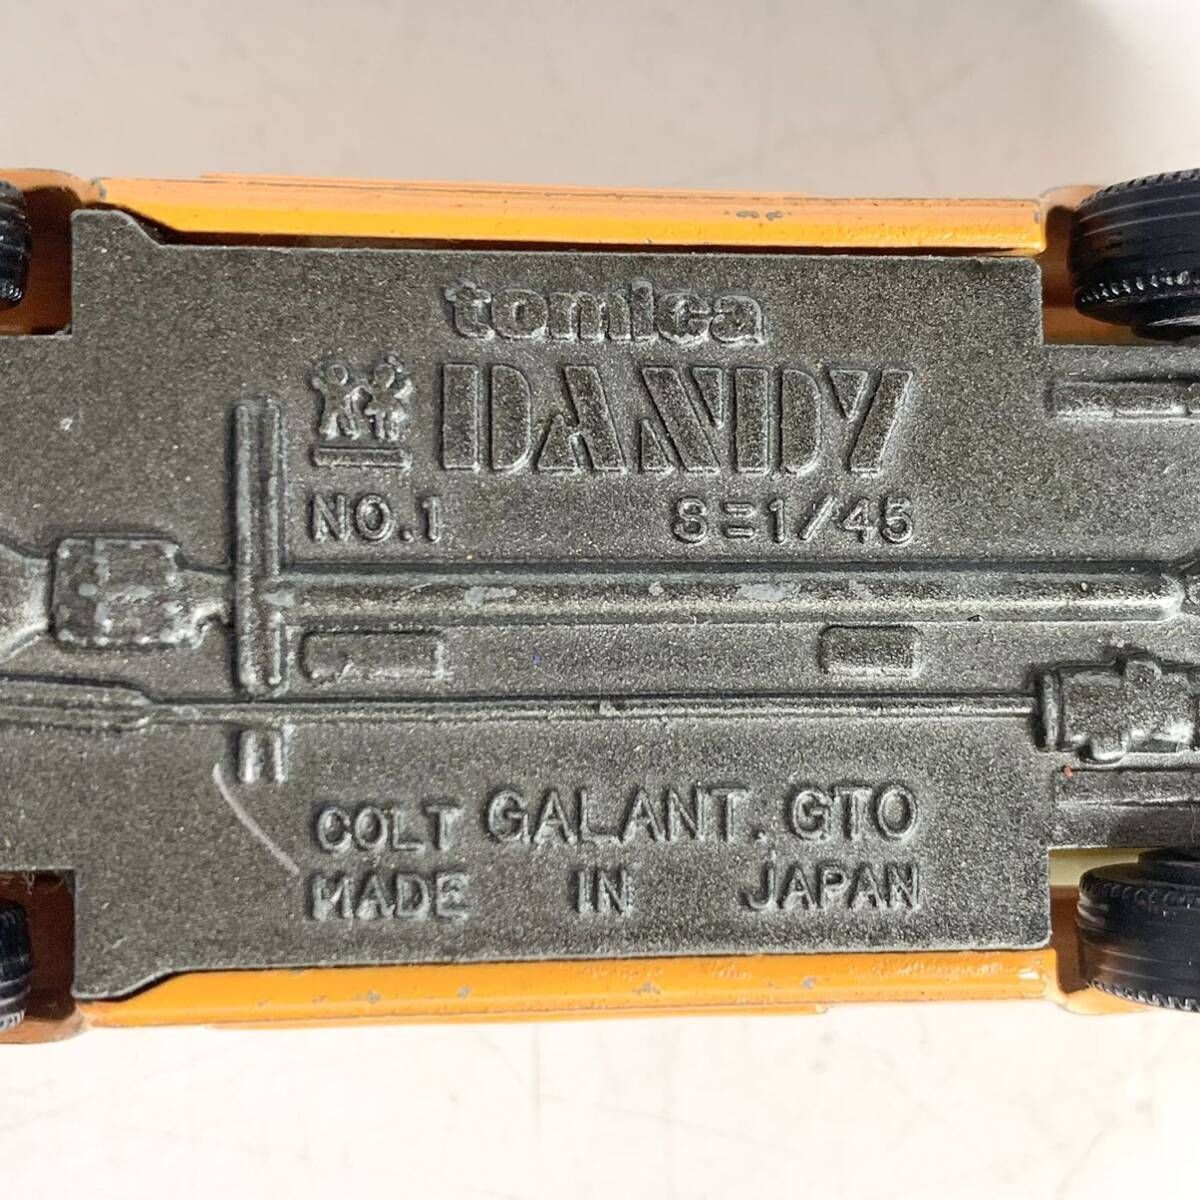 tomica
DANDY
NO.1 S=1/45
COLT GALANT. GTO
MADE IN JAPAN